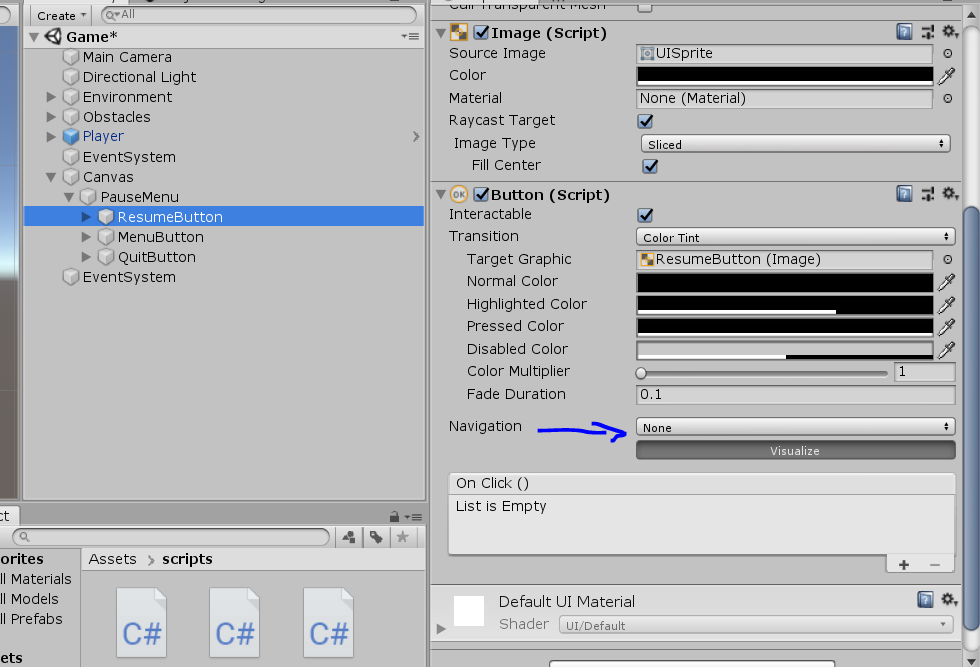 Create
All
Game*
Main Camera
Directional Light
Environment
Obstacles
Player
EventSystem
Canvas
PauseMenu
ResumeButton
MenuButton
QuitButton
EventSystem
Assets
scripts
C#
C#
C#
orites
ll Materials
ll Models
ll Prefabs
ets
ct
Cull Transparent Mesh
Image (Script)
Source Image
UISprite
Color
Material
None (Material)
Raycast Target
Image Type
Sliced
Fill Center
OK
Button (Script)
Interactable
Transition
Color Tint
Target Graphic
ResumeButton (Image)
Normal Color
Highlighted Color
Pressed Color
Disabled Color
Color Multiplier
1
Fade Duration
0.1
Navigation
None
Visualize
On Click ()
List is Empty
+ −
Default UI Material
Shader
UI/Default